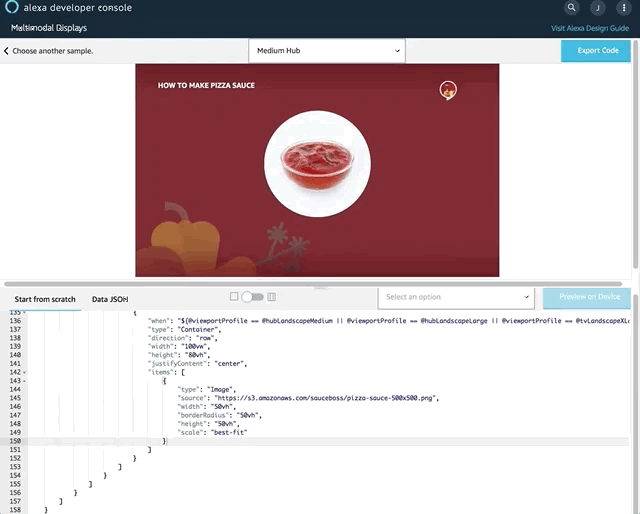 alexa developer console
J
Multimodal Displays
Visit Alexa Design Guide
Choose another sample.
Medium Hub
Export Code
HOW TO MAKE PIZZA SAUCE
Start from scratch
Data JSON
Select an option
Preview on Device
135 {
136 "when": "${@viewportProfile == @hubLandscapeMedium || @viewportProfile == @hubLandscapeLarge || @viewportProfile == @tvLandscapeXL
137 "type": "Container",
138 "direction": "row",
139 "width": "100vw",
140 "height": "80vh",
141 "justifyContent": "center",
142 "items": [
143 {
144 "type": "Image",
145 "source": "https://s3.amazonaws.com/sauceboss/pizza-sauce-500x500.png",
146 "width": "50vh",
147 "borderRadius": "50vh",
148 "height": "50vh",
149 "scale": "best-fit"
150 }
151 ]
152 }
153 ]
154 }
155 ]
156 }
157 ]
158 }